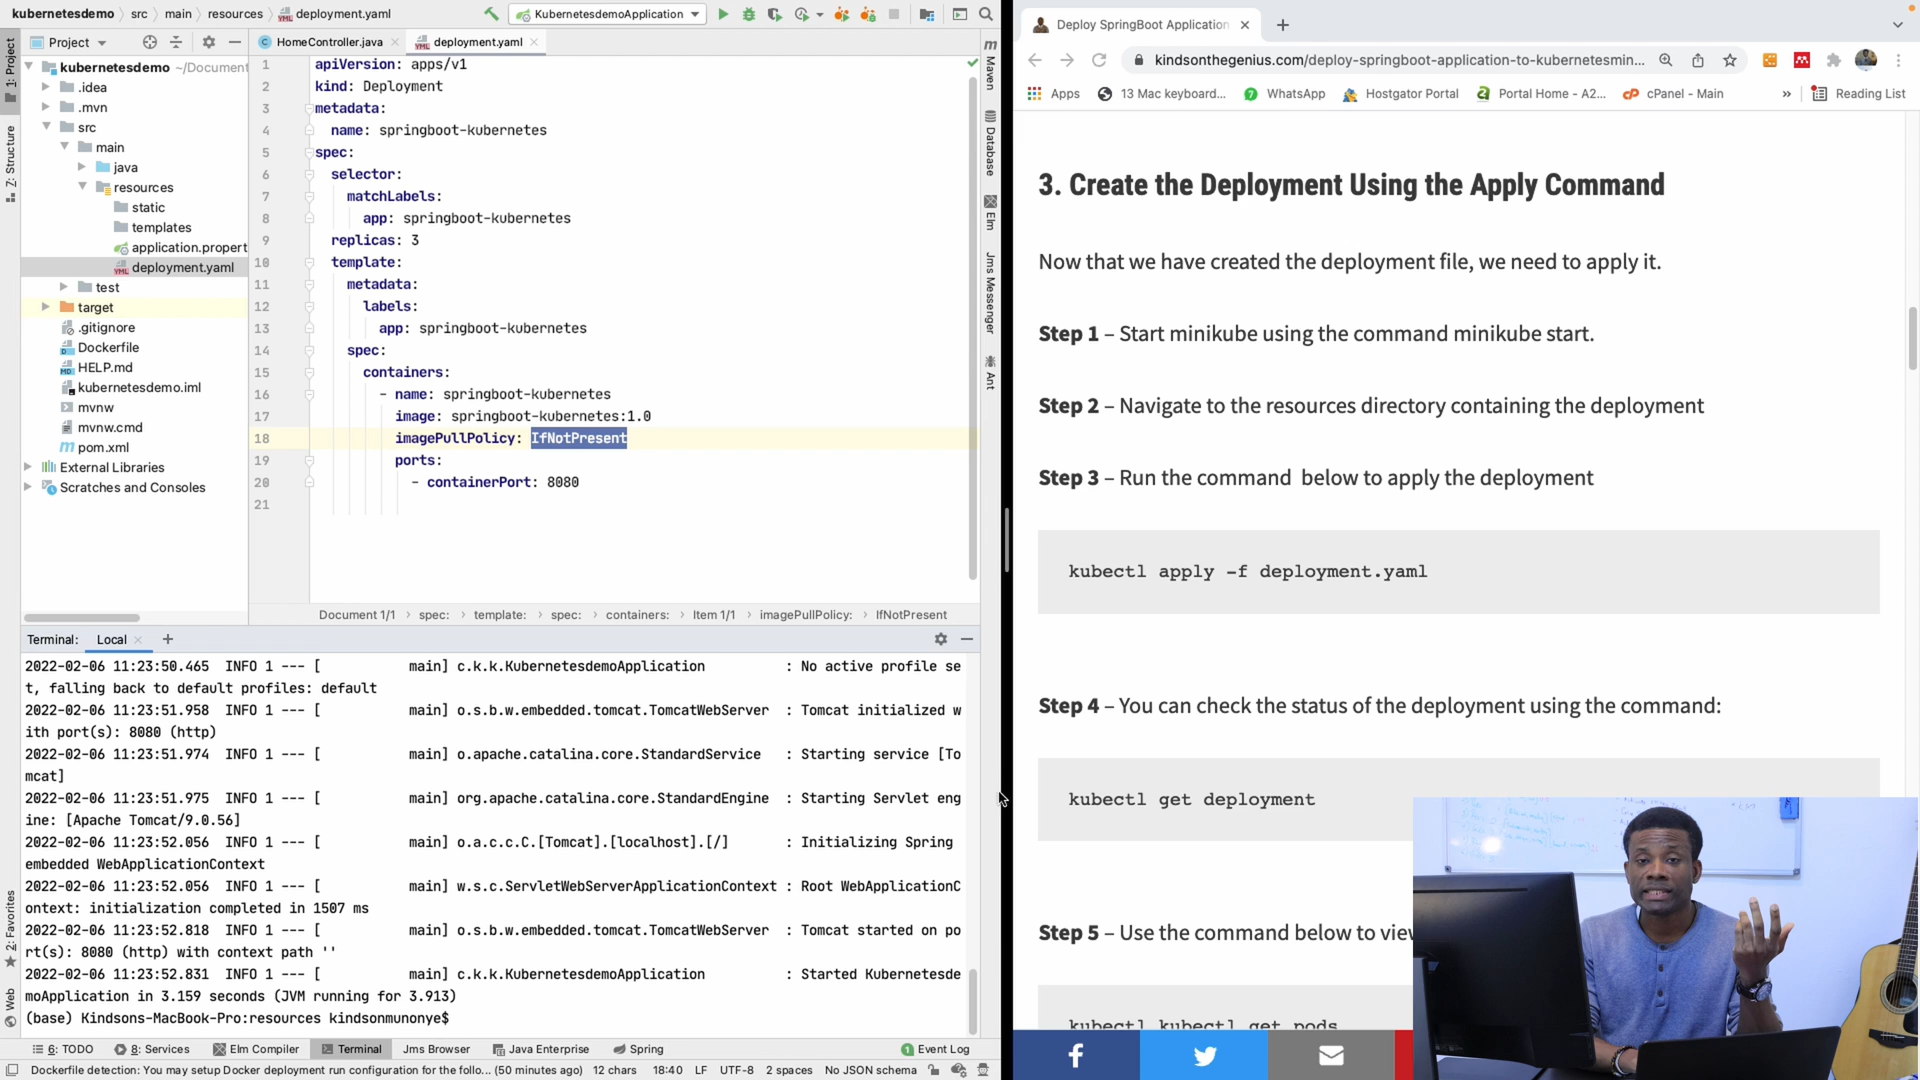 kubernetesdemo src main resources deployment.yaml
KubernetesdemoApplication
Project
HomeController.java
deployment.yaml
1: Project
Z: Structure
2: Favorites
Web
kubernetesdemo ~/Document
.idea
.mvn
src
main
java
resources
static
templates
application.propert
deployment.yaml
test
target
.gitignore
Dockerfile
HELP.md
kubernetesdemo.iml
mvnw
mvnw.cmd
pom.xml
External Libraries
Scratches and Consoles
1 apiVersion: apps/v1
2 kind: Deployment
3 metadata:
4 name: springboot-kubernetes
5 spec:
6 selector:
7 matchLabels:
8 app: springboot-kubernetes
9 replicas: 3
10 template:
11 metadata:
12 labels:
13 app: springboot-kubernetes
14 spec:
15 containers:
16 - name: springboot-kubernetes
17 image: springboot-kubernetes:1.0
18 imagePullPolicy: IfNotPresent
19 ports:
20 - containerPort: 8080
21
Maven
Database
Elm
Jms Messenger
Ant
Document 1/1 › spec: › template: › spec: › containers: › Item 1/1 › imagePullPolicy: › IfNotPresent
Terminal: Local
2022-02-06 11:23:50.465  INFO 1 --- [           main] c.k.k.KubernetesdemoApplication          : No active profile se
t, falling back to default profiles: default
2022-02-06 11:23:51.958  INFO 1 --- [           main] o.s.b.w.embedded.tomcat.TomcatWebServer  : Tomcat initialized w
ith port(s): 8080 (http)
2022-02-06 11:23:51.974  INFO 1 --- [           main] o.apache.catalina.core.StandardService   : Starting service [To
mcat]
2022-02-06 11:23:51.975  INFO 1 --- [           main] org.apache.catalina.core.StandardEngine  : Starting Servlet eng
ine: [Apache Tomcat/9.0.56]
2022-02-06 11:23:52.056  INFO 1 --- [           main] o.a.c.c.C.[Tomcat].[localhost].[/]       : Initializing Spring
embedded WebApplicationContext
2022-02-06 11:23:52.056  INFO 1 --- [           main] w.s.c.ServletWebServerApplicationContext : Root WebApplicationC
ontext: initialization completed in 1507 ms
2022-02-06 11:23:52.818  INFO 1 --- [           main] o.s.b.w.embedded.tomcat.TomcatWebServer  : Tomcat started on po
rt(s): 8080 (http) with context path ''
2022-02-06 11:23:52.831  INFO 1 --- [           main] c.k.k.KubernetesdemoApplication          : Started Kubernetesde
moApplication in 3.159 seconds (JVM running for 3.913)
(base) Kindsons-MacBook-Pro:resources kindsonmunonye$
6: TODO 8: Services Elm Compiler Terminal Jms Browser Java Enterprise Spring 1 Event Log
Dockerfile detection: You may setup Docker deployment run configuration for the follo... (50 minutes ago) 12 chars 18:40 LF UTF-8 2 spaces No JSON schema
Deploy SpringBoot Application
kindsonthegenius.com/deploy-springboot-application-to-kubernetesmin...
Apps 13 Mac keyboard... WhatsApp Hostgator Portal Portal Home - A2... cPanel - Main » Reading List
3. Create the Deployment Using the Apply Command
Now that we have created the deployment file, we need to apply it.
Step 1 – Start minikube using the command minikube start.
Step 2 – Navigate to the resources directory containing the deployment
Step 3 – Run the command  below to apply the deployment
kubectl apply -f deployment.yaml
Step 4 – You can check the status of the deployment using the command:
kubectl get deployment
Step 5 – Use the command below to view
kubectl kubectl get pods